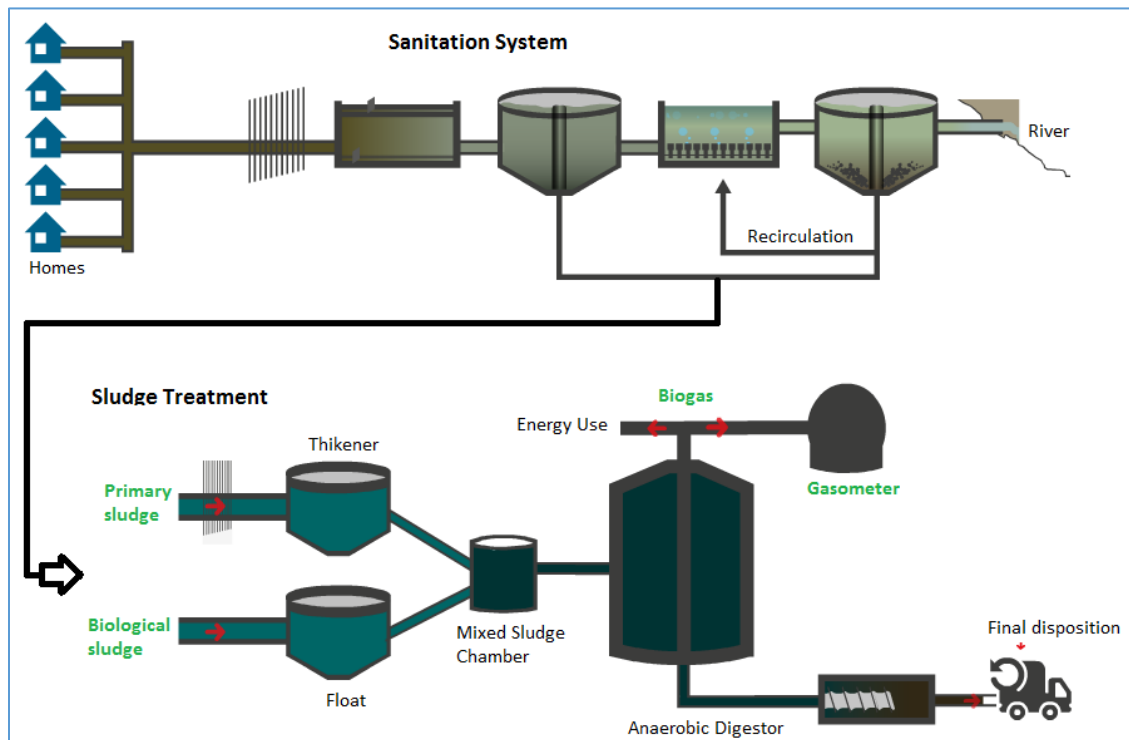 Sanitation System
River
Recirculation
Homes
Sludge Treatment
Biogas
Energy Use
Thikener
Gasometer
Primary
sludge
Biological
sludge
Mixed Sludge
Chamber
Final disposition
Float
Anaerobic Digestor